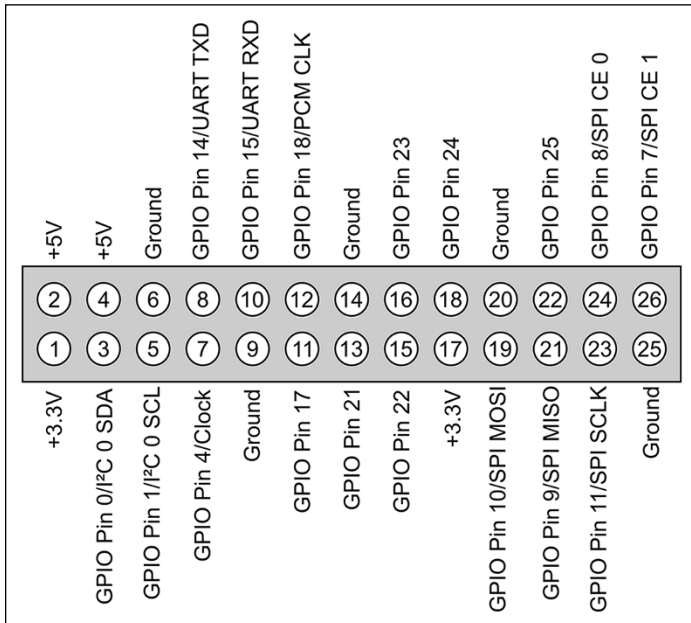 +5V
+5V
Ground
GPIO Pin 14/UART TXD
GPIO Pin 15/UART RXD
GPIO Pin 18/PCM CLK
Ground
GPIO Pin 23
GPIO Pin 24
Ground
GPIO Pin 25
GPIO Pin 8/SPI CE 0
GPIO Pin 7/SPI CE 1
2 4 6 8 10 12 14 16 18 20 22 24 26
1 3 5 7 9 11 13 15 17 19 21 23 25
+3.3V
GPIO Pin 0/I²C 0 SDA
GPIO Pin 1/I²C 0 SCL
GPIO Pin 4/Clock
Ground
GPIO Pin 17
GPIO Pin 21
GPIO Pin 22
+3.3V
GPIO Pin 10/SPI MOSI
GPIO Pin 9/SPI MISO
GPIO Pin 11/SPI SCLK
Ground